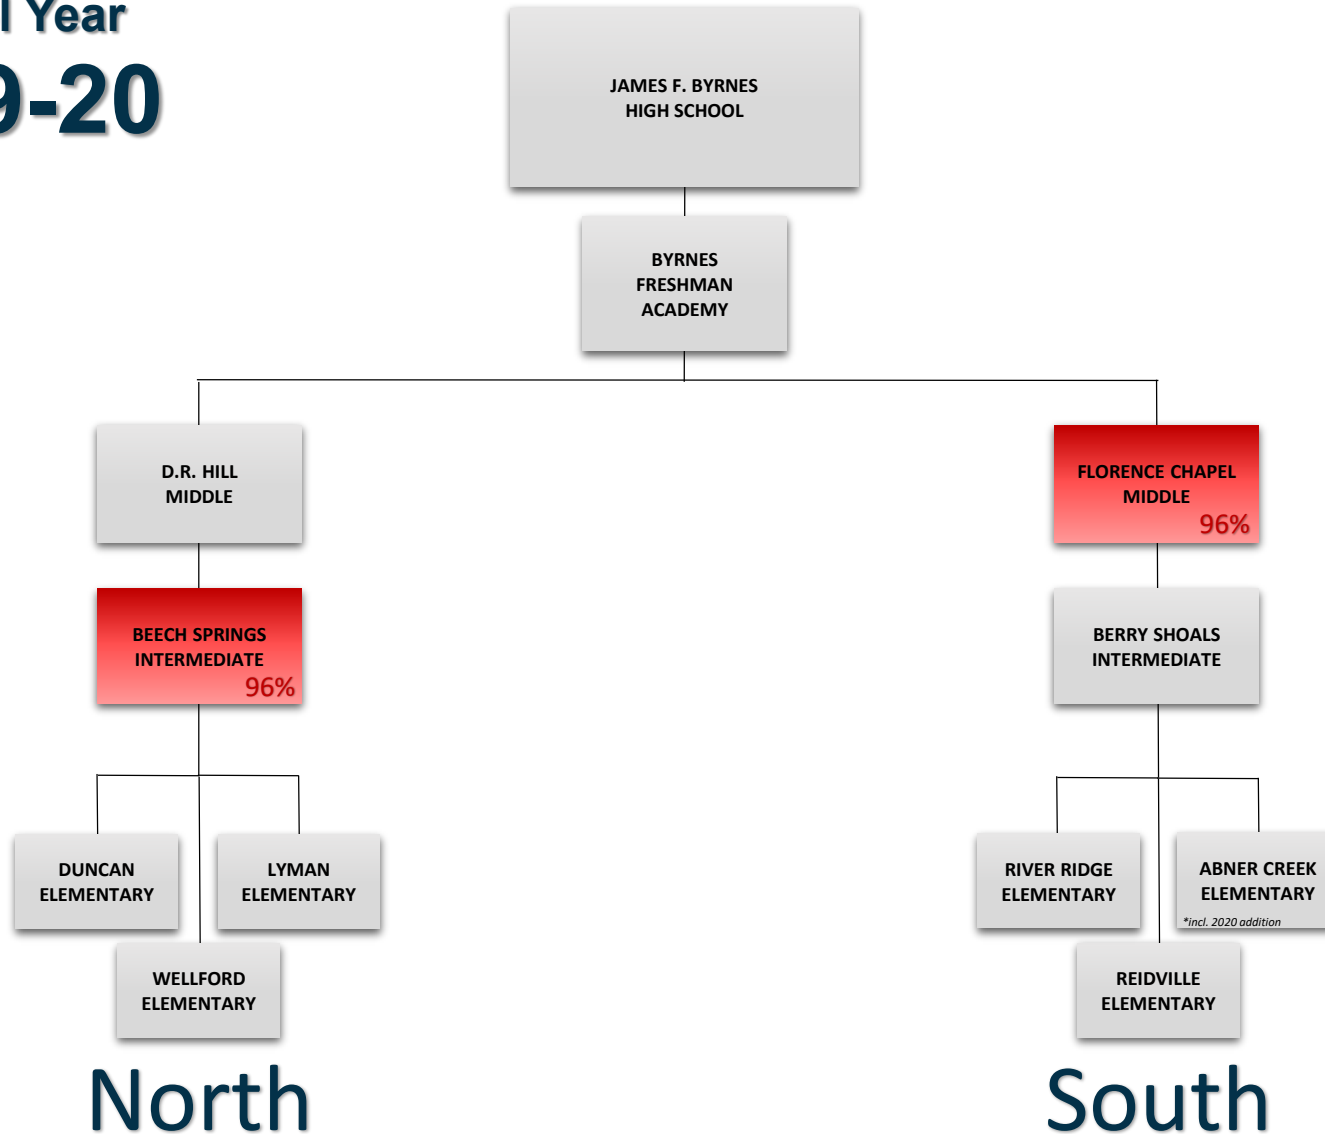 Year
9-20
JAMES F. BYRNES
HIGH SCHOOL
BYRNES
FRESHMAN
ACADEMY
D.R. HILL
MIDDLE
FLORENCE CHAPEL
MIDDLE
96%
BEECH SPRINGS
INTERMEDIATE
96%
BERRY SHOALS
INTERMEDIATE
DUNCAN
ELEMENTARY
LYMAN
ELEMENTARY
RIVER RIDGE
ELEMENTARY
ABNER CREEK
ELEMENTARY
*incl. 2020 addition
WELLFORD
ELEMENTARY
REIDVILLE
ELEMENTARY
North
South